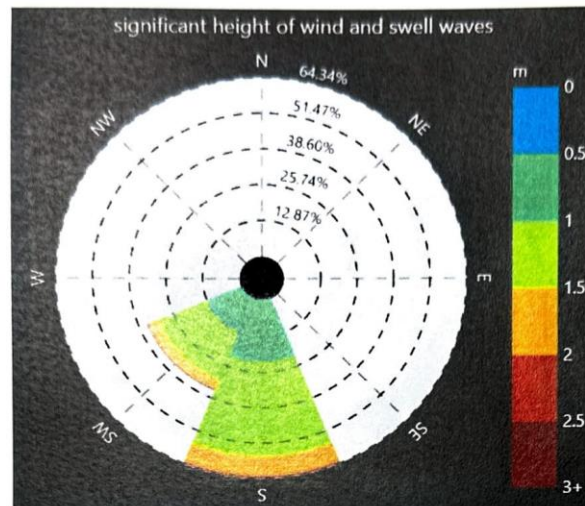 significant height of wind and swell waves
N
64.34%
51.47%
38.60%
25.74%
12.87%
NW
NE
W
E
SW
SE
S
m
0
0.5
1
1.5
2
2.5
3+